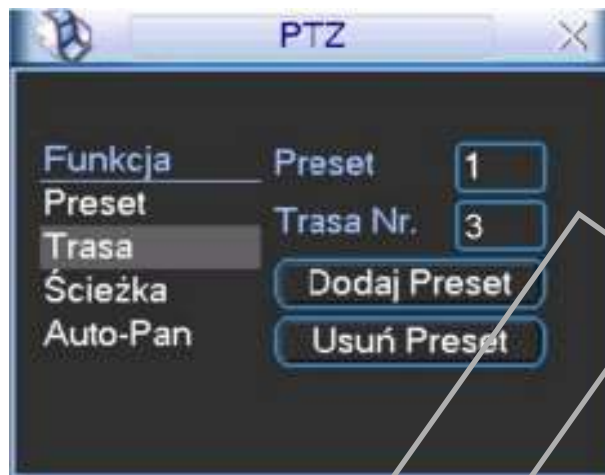 PTZ
Funkcja
Preset
Trasa
Ścieżka
Auto-Pan
Preset 1
Trasa Nr. 3
Dodaj Preset
Usuń Preset